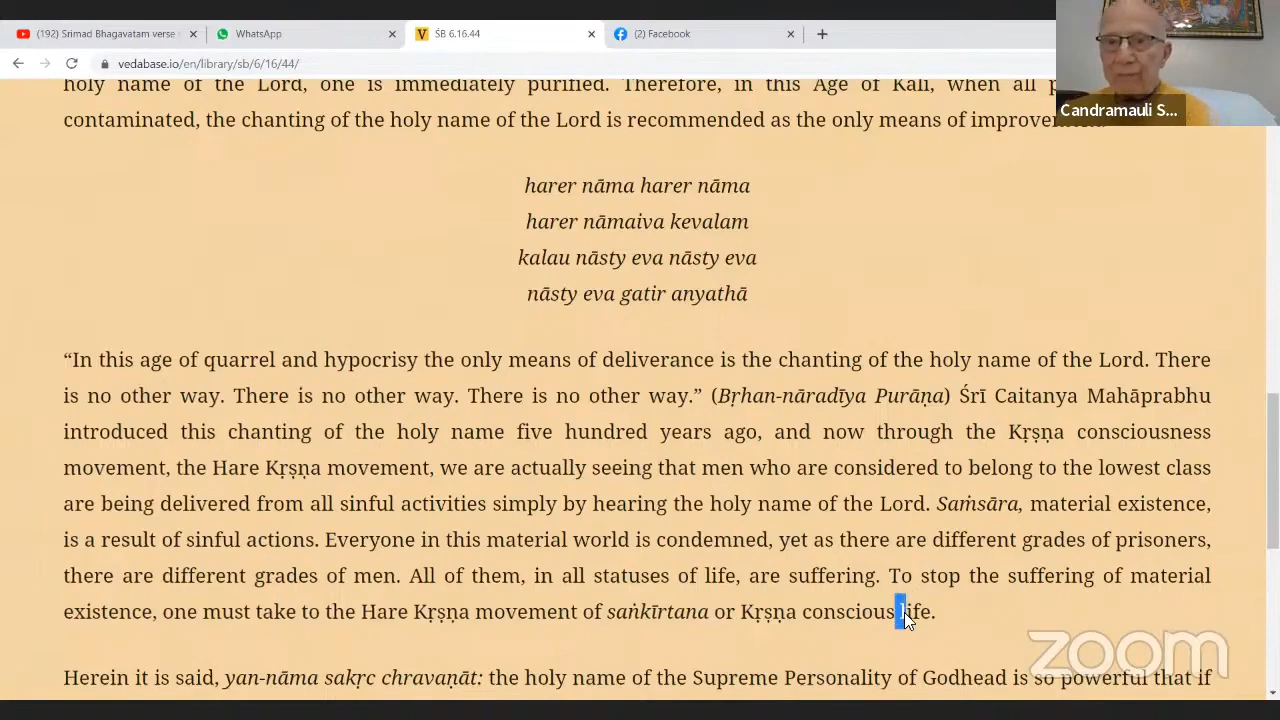 (192) Srimad Bhagavatam verse
WhatsApp
ŚB 6.16.44
(2) Facebook
vedabase.io/en/library/sb/6/16/44/
Candramauli S...
holy name of the Lord, one is immediately purified. Therefore, in this Age of Kali, when all
contaminated, the chanting of the holy name of the Lord is recommended as the only means of
harer nāma harer nāma
harer nāmaiva kevalam
kalau nāsty eva nāsty eva
nāsty eva gatir anyathā
“In this age of quarrel and hypocrisy the only means of deliverance is the chanting of the holy name of the Lord. There
is no other way. There is no other way. There is no other way.” (Bṛhan-nāradīya Purāṇa) Śrī Caitanya Mahāprabhu
introduced this chanting of the holy name five hundred years ago, and now through the Kṛṣṇa consciousness
movement, the Hare Kṛṣṇa movement, we are actually seeing that men who are considered to belong to the lowest class
are being delivered from all sinful activities simply by hearing the holy name of the Lord. Saṁsāra, material existence,
is a result of sinful actions. Everyone in this material world is condemned, yet as there are different grades of prisoners,
there are different grades of men. All of them, in all statuses of life, are suffering. To stop the suffering of material
existence, one must take to the Hare Kṛṣṇa movement of saṅkīrtana or Kṛṣṇa conscious life.
Herein it is said, yan-nāma sakṛc chravaṇāt: the holy name of the Supreme Personality of Godhead is so powerful that if
zoom